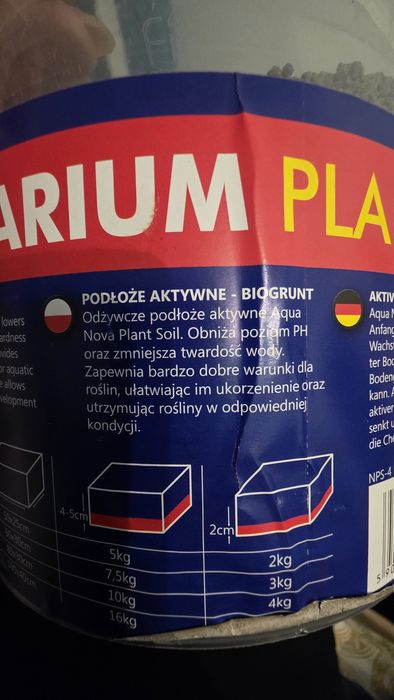 ARIUM PLA
lowers
ardness
vides
or aquatic
e allows
velopment
PODŁOŻE AKTYWNE - BIOGRUNT
Odżywcze podłoże aktywne Aqua
Nova Plant Soil. Obniża poziom PH
oraz zmniejsza twardość wody.
Zapewnia bardzo dobre warunki dla
roślin, ułatwiając im ukorzenienie oraz
utrzymując rośliny w odpowiedniej
kondycji.
AKTIV
Aqua N
Anfang
Wachst
ter Bod
Bodeng
kann. A
aktiver
senkt u
die Che
NPS-4
4-5cm
2cm
5kg 2kg
7,5kg 3kg
10kg 4kg
16kg